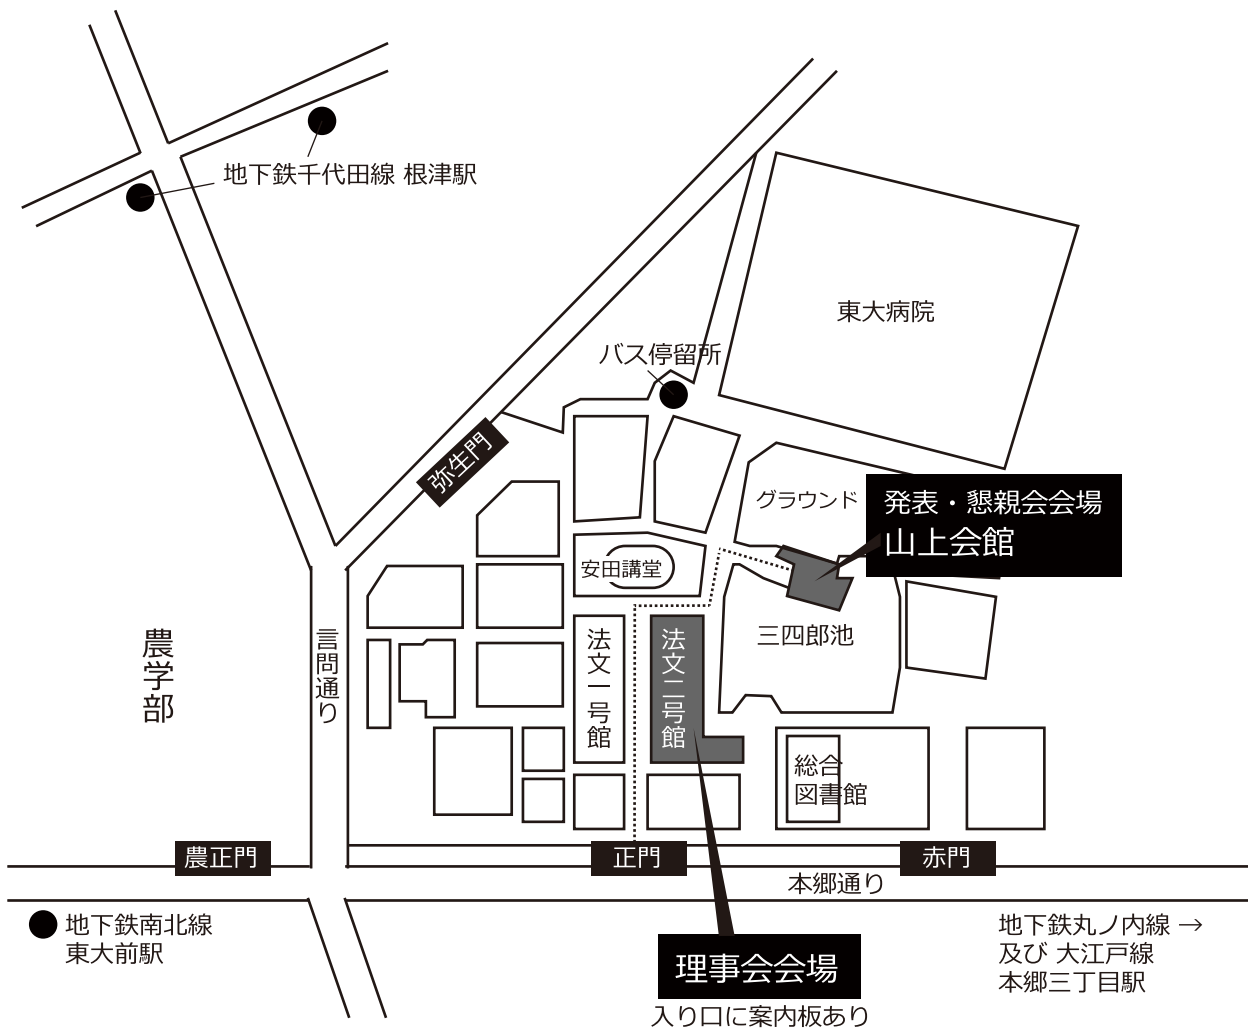 地下鉄千代田線 根津駅
東大病院
バス停留所
弥生門
グラウンド
発表・懇親会会場
山上会館
安田講堂
三四郎池
農学部
言問通り
法文一号館
法文二号館
総合
図書館
農正門
正門
赤門
本郷通り
地下鉄南北線
東大前駅
理事会会場
入り口に案内板あり
地下鉄丸ノ内線 →
及び 大江戸線
本郷三丁目駅